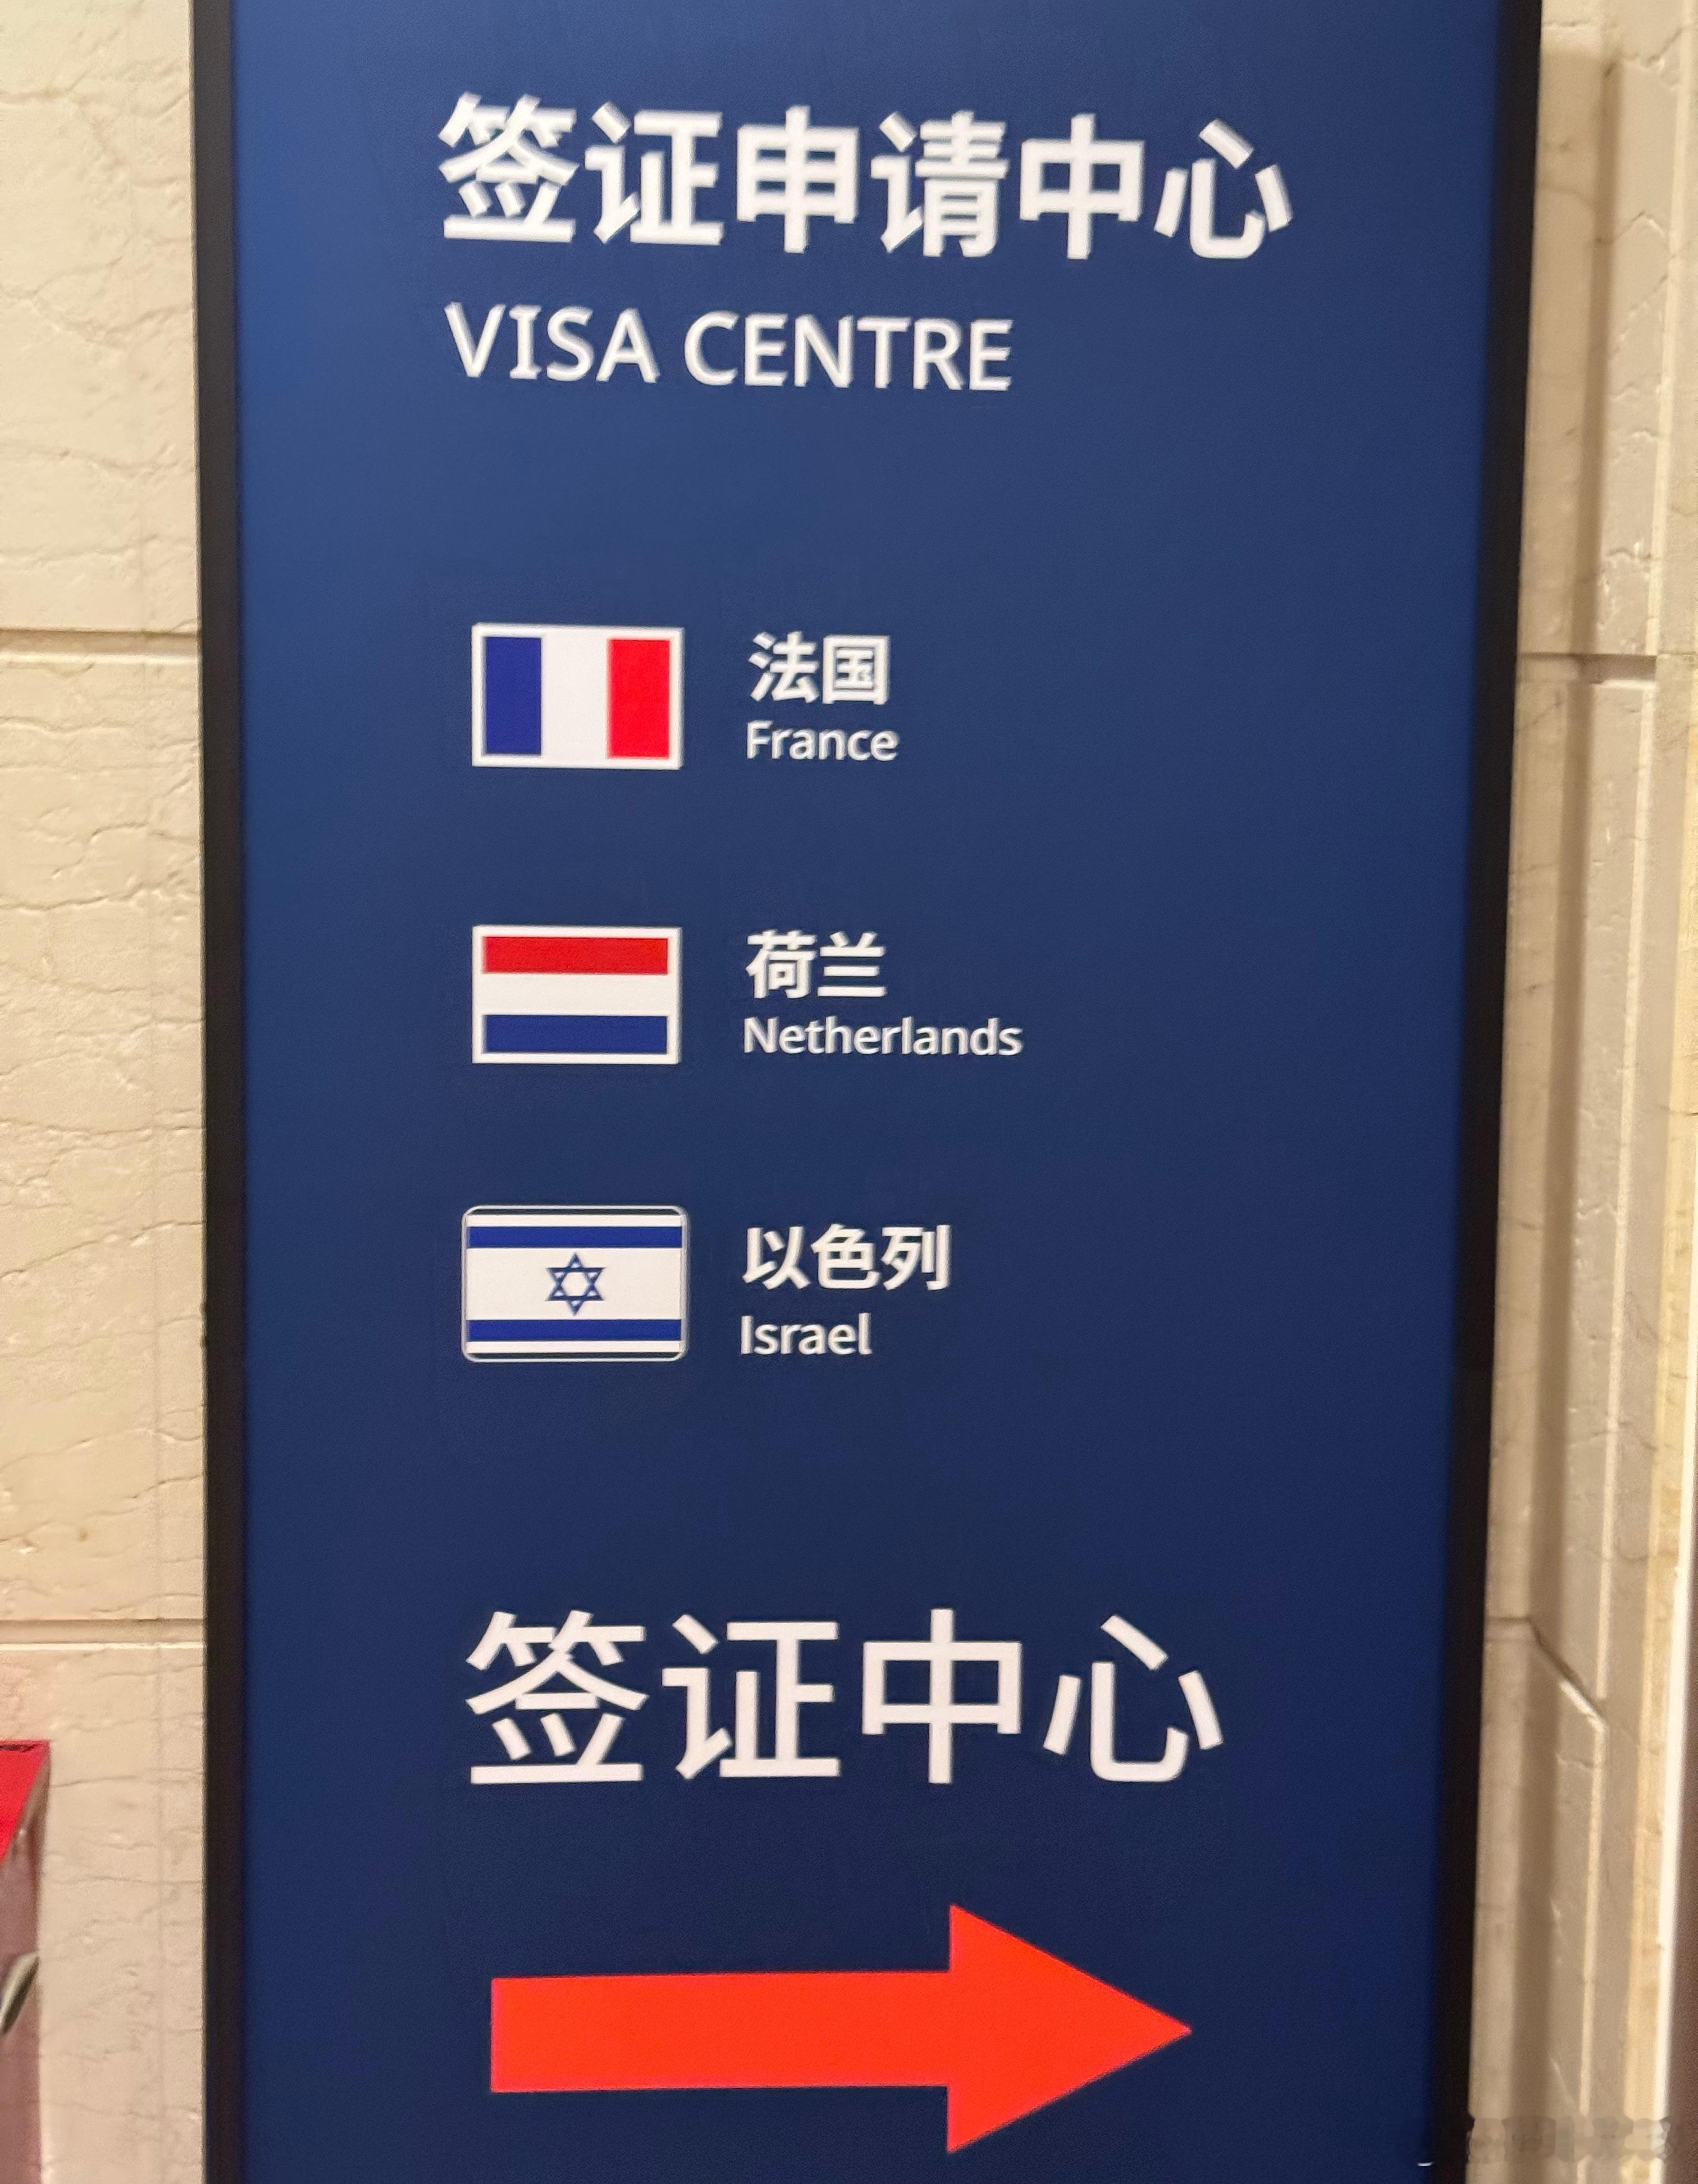 签证申请中心
VISA CENTRE
法国
France
荷兰
Netherlands
以色列
Israel
签证中心